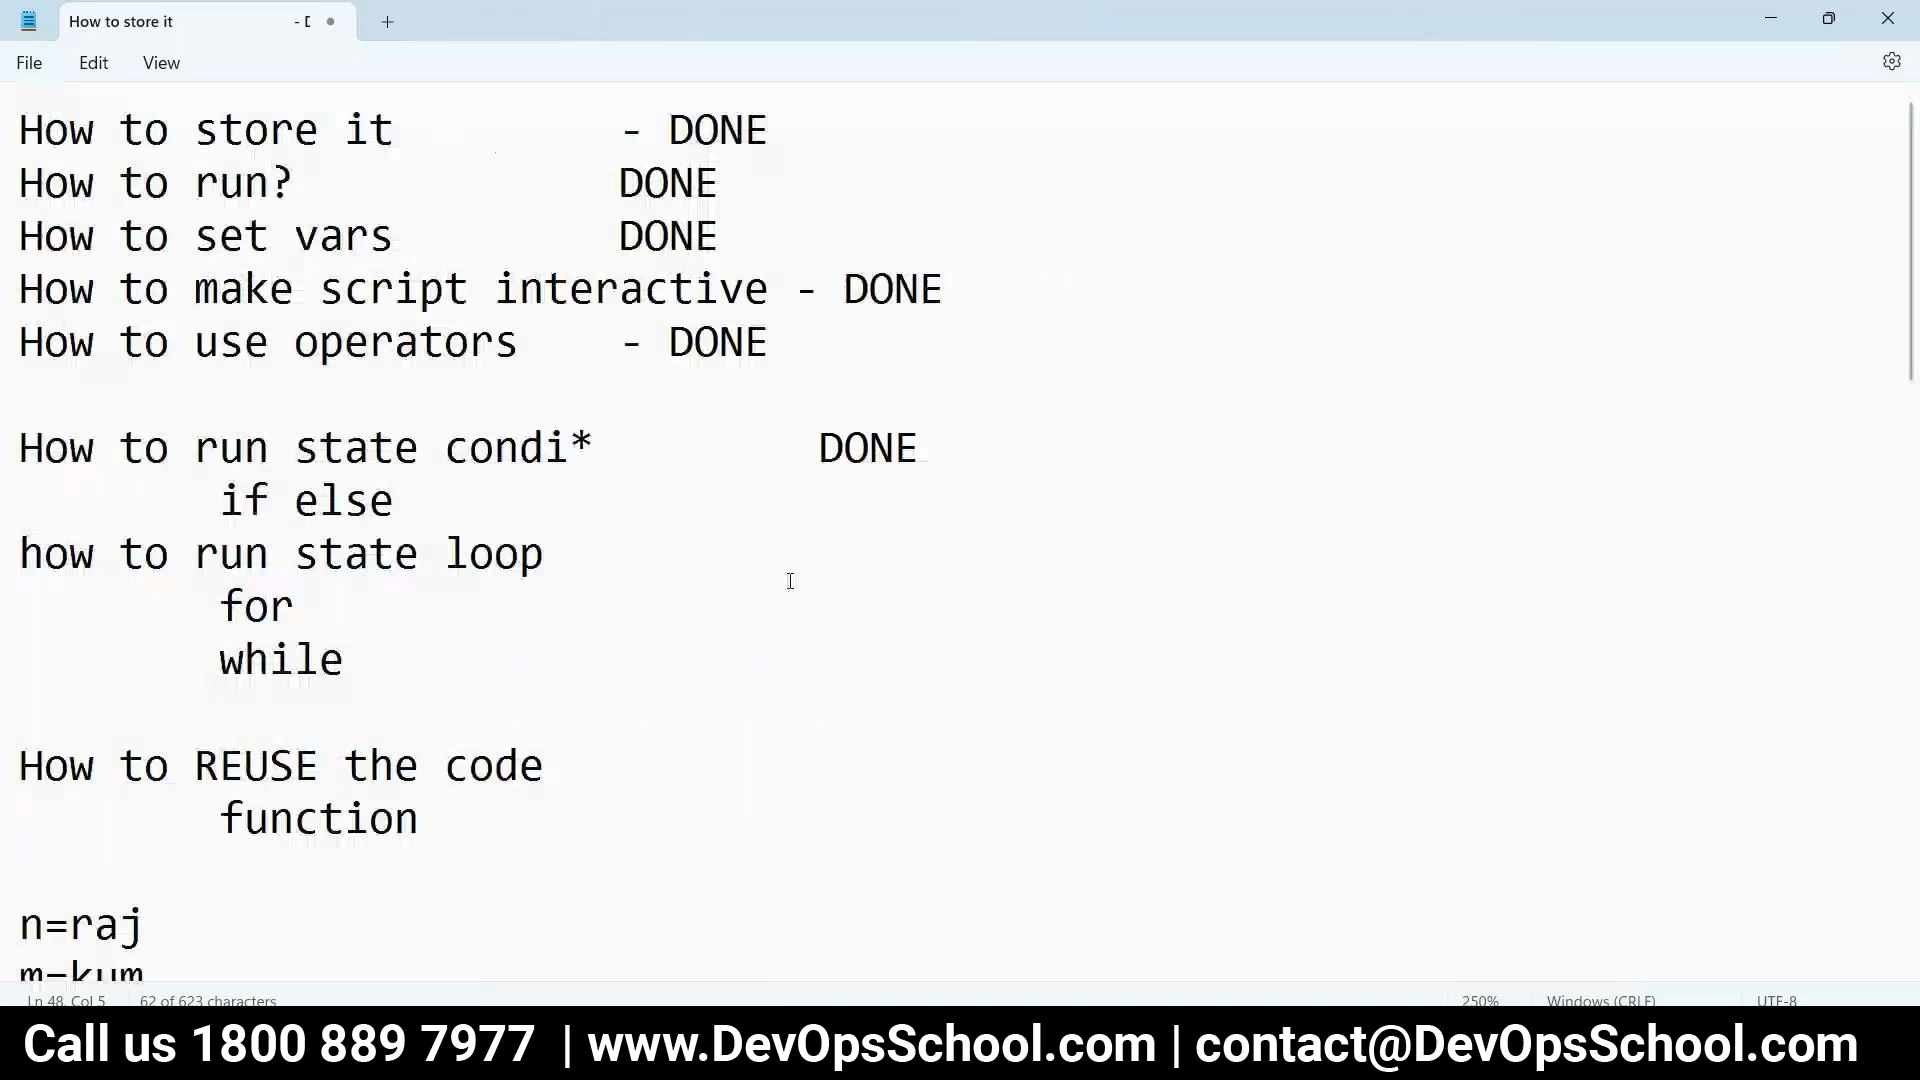 How to store it - D
File Edit View
How to store it - DONE
How to run? DONE
How to set vars DONE
How to make script interactive - DONE
How to use operators - DONE
How to run state condi* DONE
if else
how to run state loop
for
while
How to REUSE the code
function
n=raj
m=kum
Ln 48, Col 5 62 of 623 characters 250% Windows (CRLF) UTF-8
Call us 1800 889 7977 | www.DevOpsSchool.com | contact@DevOpsSchool.com